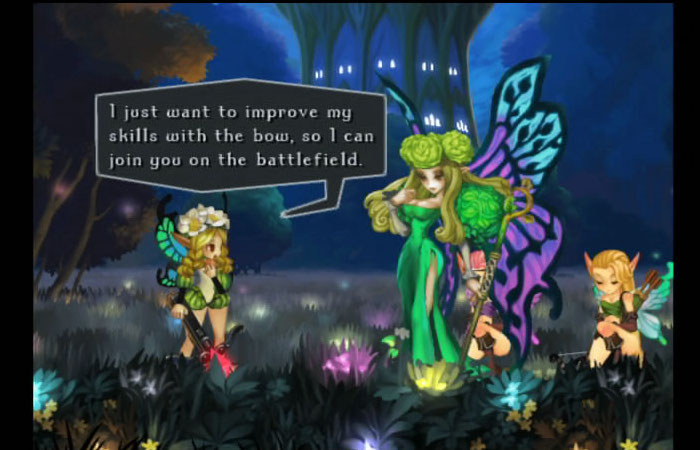 I just want to improve my
skills with the bow, so I can
join you on the battlefield.